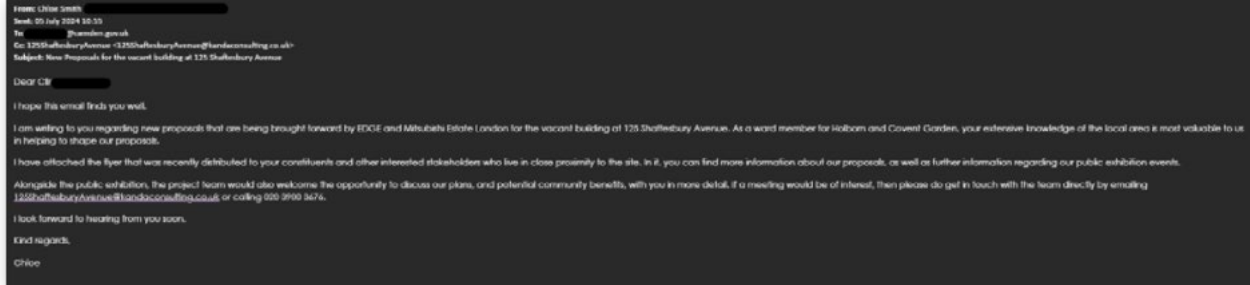 From: Chloe Smith
Sent: 05 July 2024 10:55
To: @camden.gov.uk
Cc: 125ShaftesburyAvenue <125ShaftesburyAvenue@kandaconsulting.co.uk>
Subject: New Proposals for the vacant building at 125 Shaftesbury Avenue
Dear Cllr
I hope this email finds you well.
I am writing to you regarding new proposals that are being brought forward by EDGE and Mitsubishi Estate London for the vacant building at 125 Shaftesbury Avenue. As a ward member for Holborn and Covent Garden, your extensive knowledge of the local area is most valuable to us
in helping to shape our proposals.
I have attached the flyer that was recently distributed to your constituents and other interested stakeholders who live in close proximity to the site. In it, you can find more information about our proposals, as well as further information regarding our public exhibition events.
Alongside the public exhibition, the project team would also welcome the opportunity to discuss our plans, and potential community benefits, with you in more detail. If a meeting would be of interest, then please do get in touch with the team directly by emailing
125ShaftesburyAvenue@kandaconsulting.co.uk or calling 020 3900 3676.
I look forward to hearing from you soon.
Kind regards,
Chloe